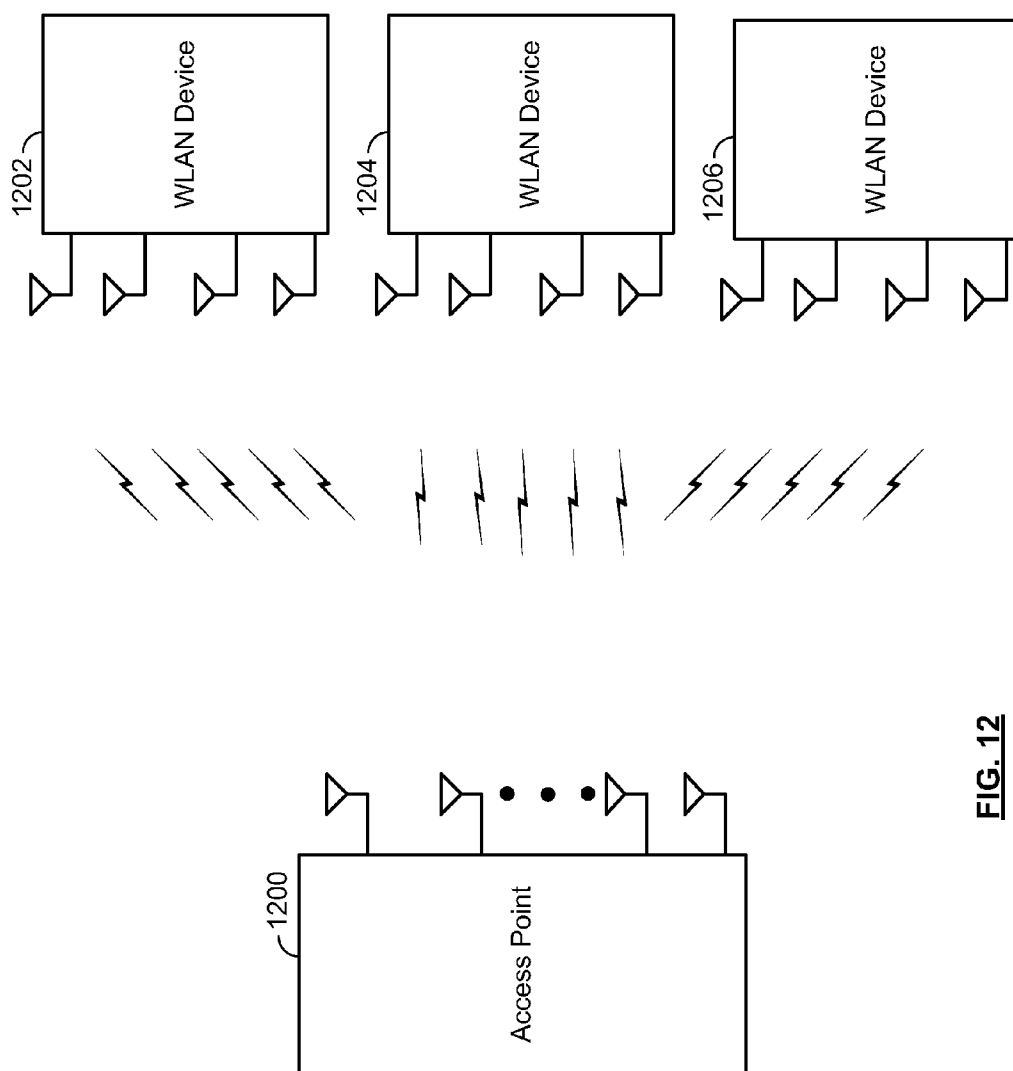 1200
Access Point
1202
WLAN Device
1204
WLAN Device
1206
WLAN Device
FIG. 12